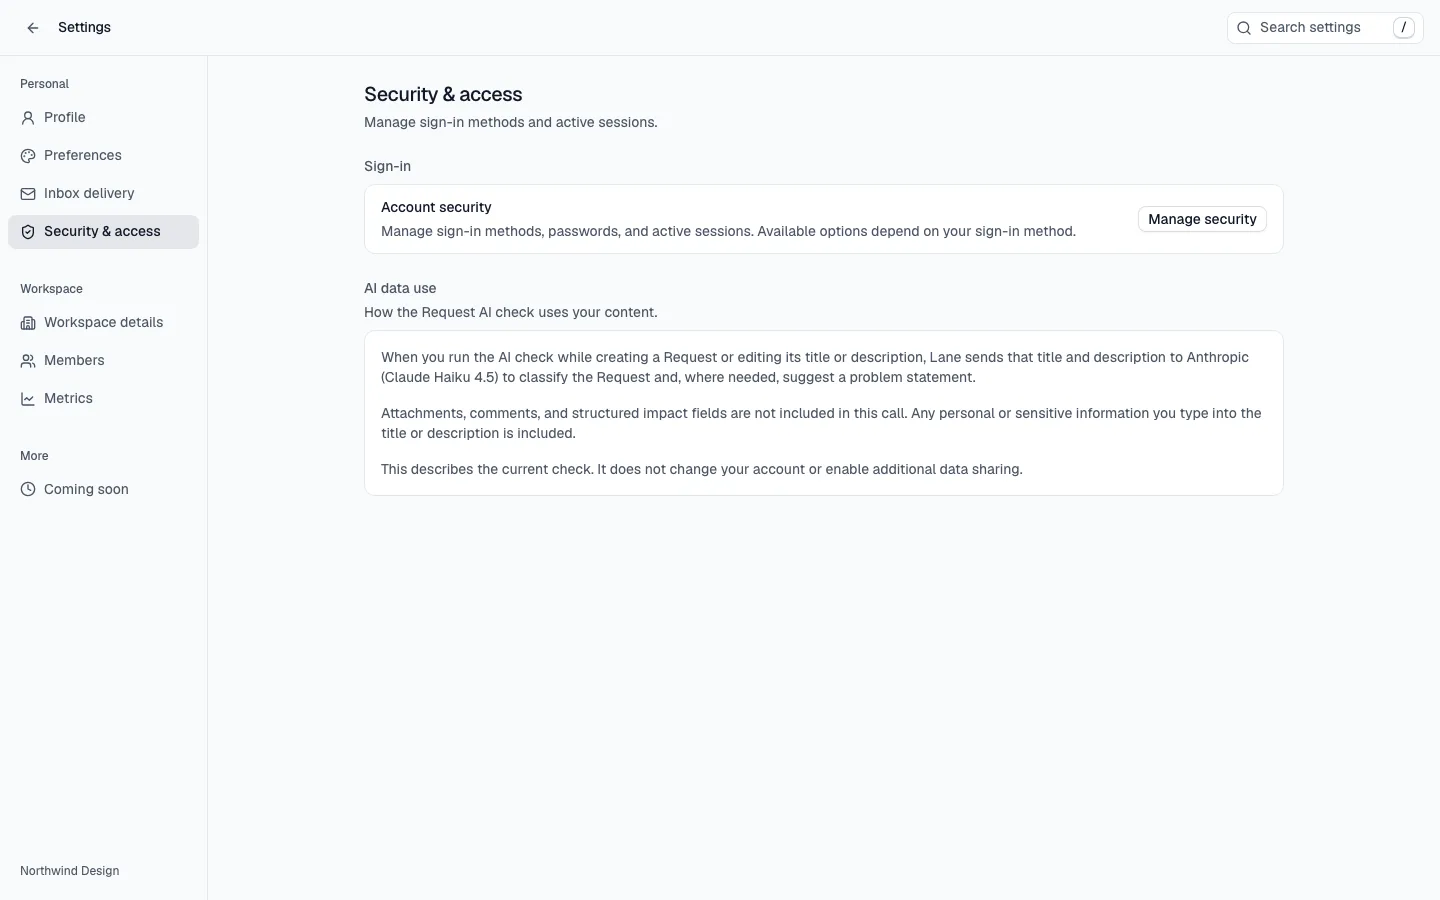 Settings
Search settings
/
Personal
Profile
Preferences
Inbox delivery
Security & access
Workspace
Workspace details
Members
Metrics
More
Coming soon
Northwind Design
Security & access
Manage sign-in methods and active sessions.
Sign-in
Account security
Manage sign-in methods, passwords, and active sessions. Available options depend on your sign-in method.
Manage security
AI data use
How the Request AI check uses your content.
When you run the AI check while creating a Request or editing its title or description, Lane sends that title and description to Anthropic
(Claude Haiku 4.5) to classify the Request and, where needed, suggest a problem statement.
Attachments, comments, and structured impact fields are not included in this call. Any personal or sensitive information you type into the
title or description is included.
This describes the current check. It does not change your account or enable additional data sharing.